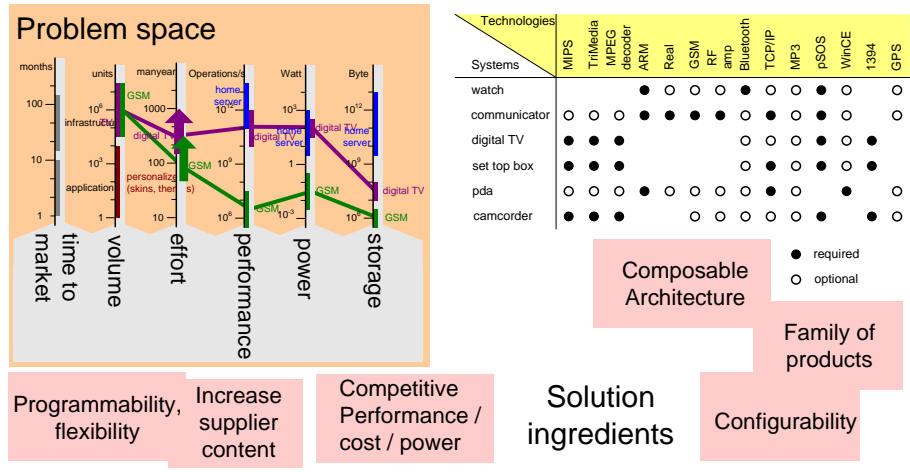 Problem space
months
units
manyear
Operations/s
Watt
Byte
100
10
1
10⁶
infrastructu
TV
GSM
application
1
1000
digital TV
100
GSM
personalize
(skins, them s)
10
home
server
10¹²
digital TV
10⁹
10⁶
GSM
10³
home
server
digital TV
1
GSM
10⁻³
10¹²
home
server
10⁹
digital TV
10⁶
GSM
time to
market
volume
effort
performance
power
storage
Technologies
Systems
MIPS
TriMedia
MPEG
decoder
ARM
Real
GSM
RF
amp
Bluetooth
TCP/IP
MP3
pSOS
WinCE
1394
GPS
watch
communicator
digital TV
set top box
pda
camcorder
required
optional
Composable
Architecture
Family of
products
Programmability,
flexibility
Increase
supplier
content
Competitive
Performance /
cost / power
Solution
ingredients
Configurability